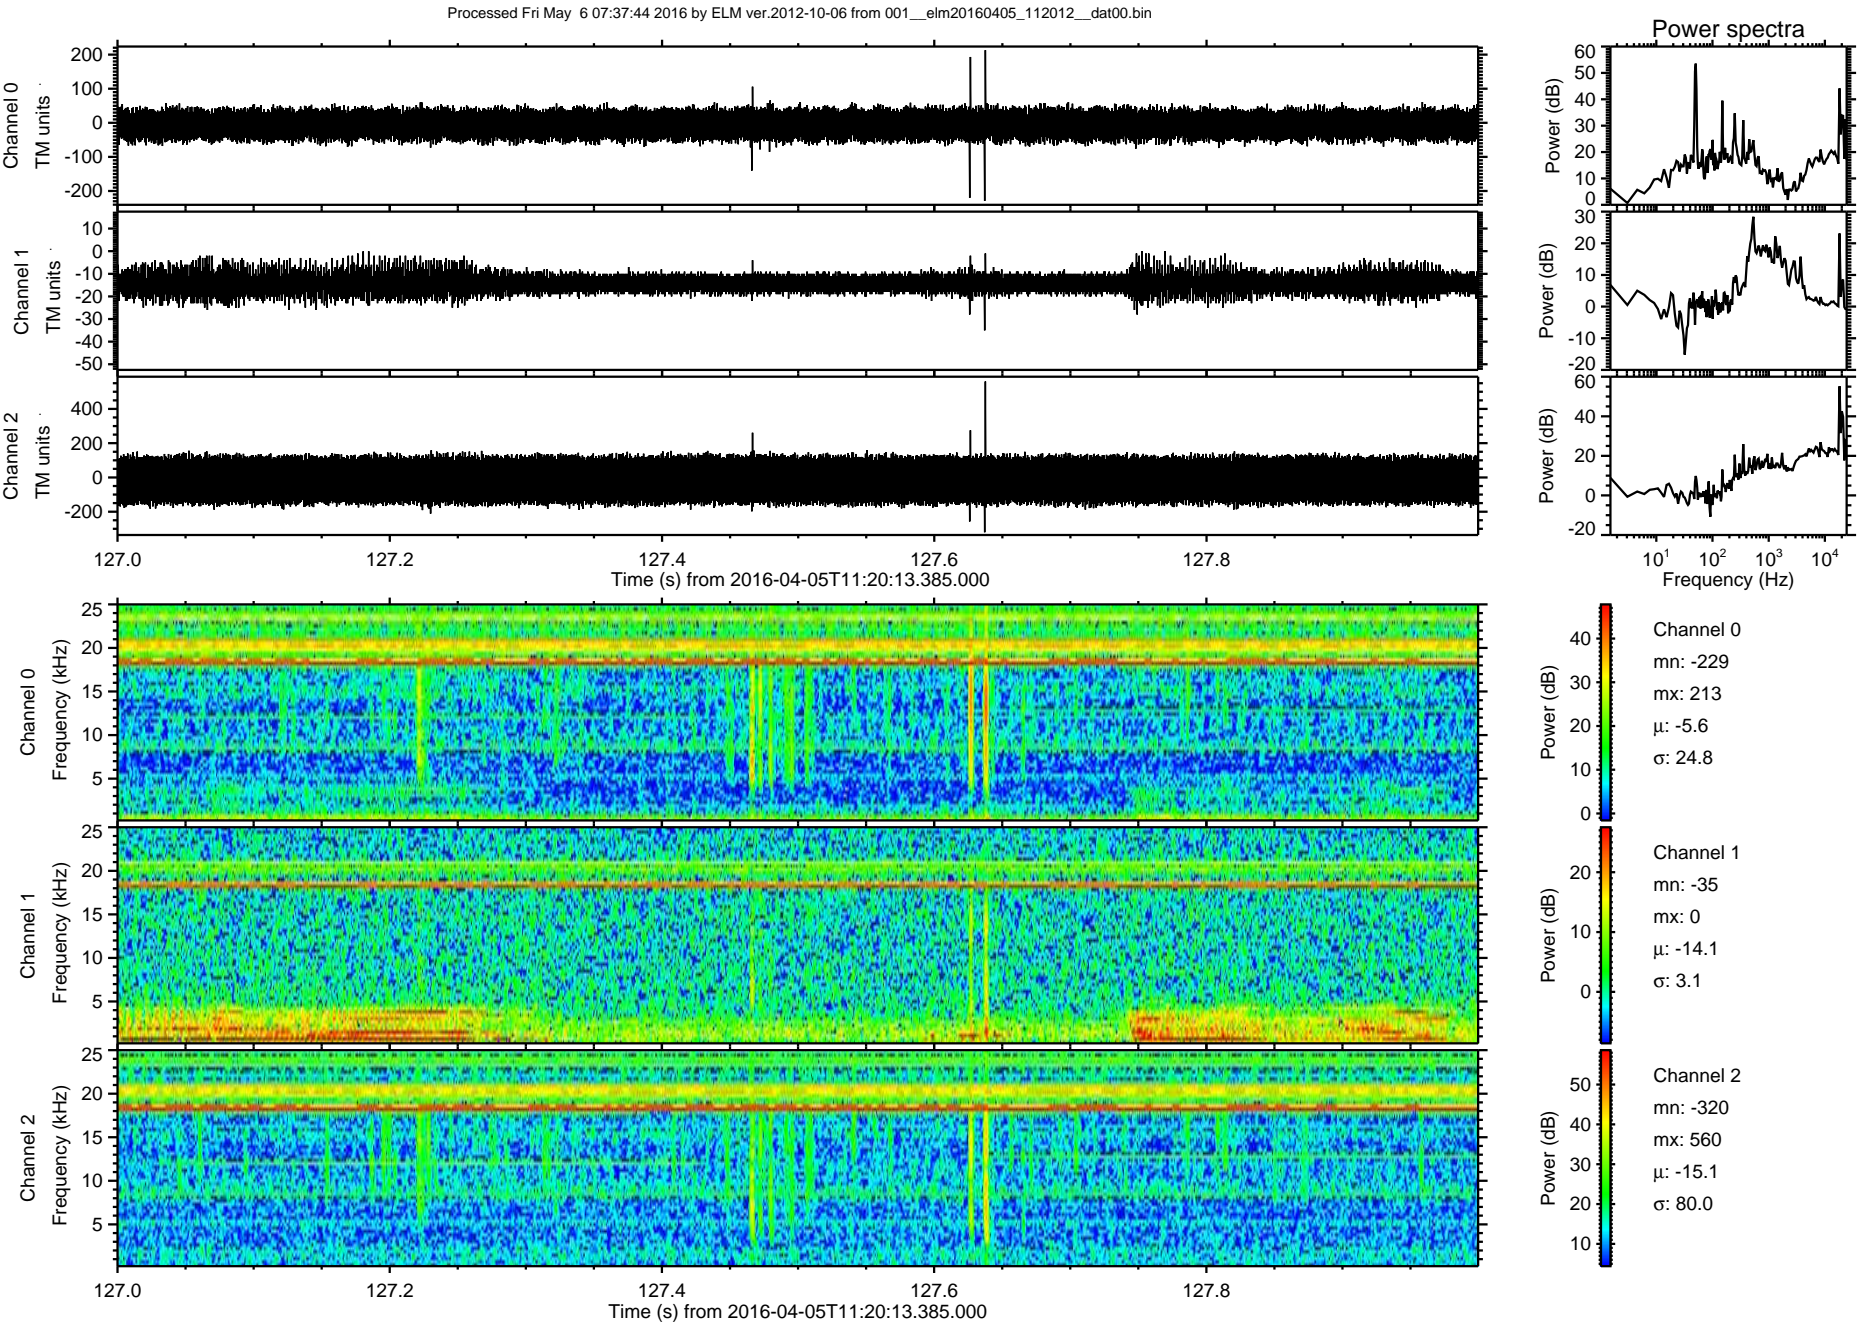 Processed Fri May  6 07:37:44 2016 by ELM ver.2012-10-06 from 001__elm20160405_112012__dat00.bin
Power spectra
Channel 0
TM units
200
100
0
-100
-200
Power (dB)
60
50
40
30
20
10
0
Channel 1
TM units
10
0
-10
-20
-30
-40
-50
Power (dB)
30
20
10
0
-10
-20
Channel 2
TM units
400
200
0
-200
Power (dB)
60
40
20
0
-20
127.0 127.2 127.4 127.6 127.8
Time (s) from 2016-04-05T11:20:13.385.000
10^1 10^2 10^3 10^4
Frequency (Hz)
Channel 0
Frequency (kHz)
25
20
15
10
5
Power (dB)
40
30
20
10
0
Channel 0
mn: -229
mx: 213
μ: -5.6
σ: 24.8
Channel 1
Frequency (kHz)
25
20
15
10
5
Power (dB)
20
10
0
Channel 1
mn: -35
mx: 0
μ: -14.1
σ: 3.1
Channel 2
Frequency (kHz)
25
20
15
10
5
Power (dB)
50
40
30
20
10
Channel 2
mn: -320
mx: 560
μ: -15.1
σ: 80.0
127.0 127.2 127.4 127.6 127.8
Time (s) from 2016-04-05T11:20:13.385.000